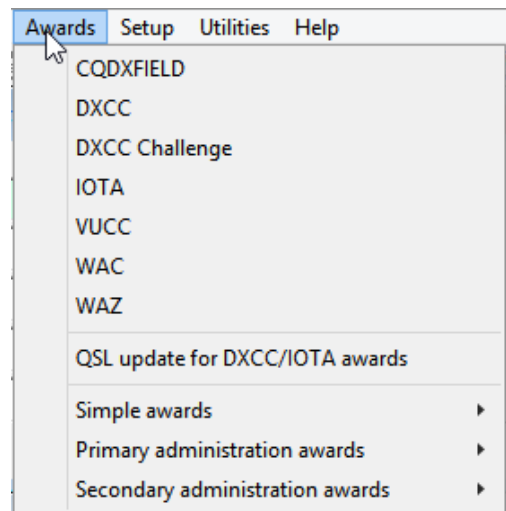 Awards Setup Utilities Help
CQDXFIELD
DXCC
DXCC Challenge
IOTA
VUCC
WAC
WAZ
QSL update for DXCC/IOTA awards
Simple awards
Primary administration awards
Secondary administration awards